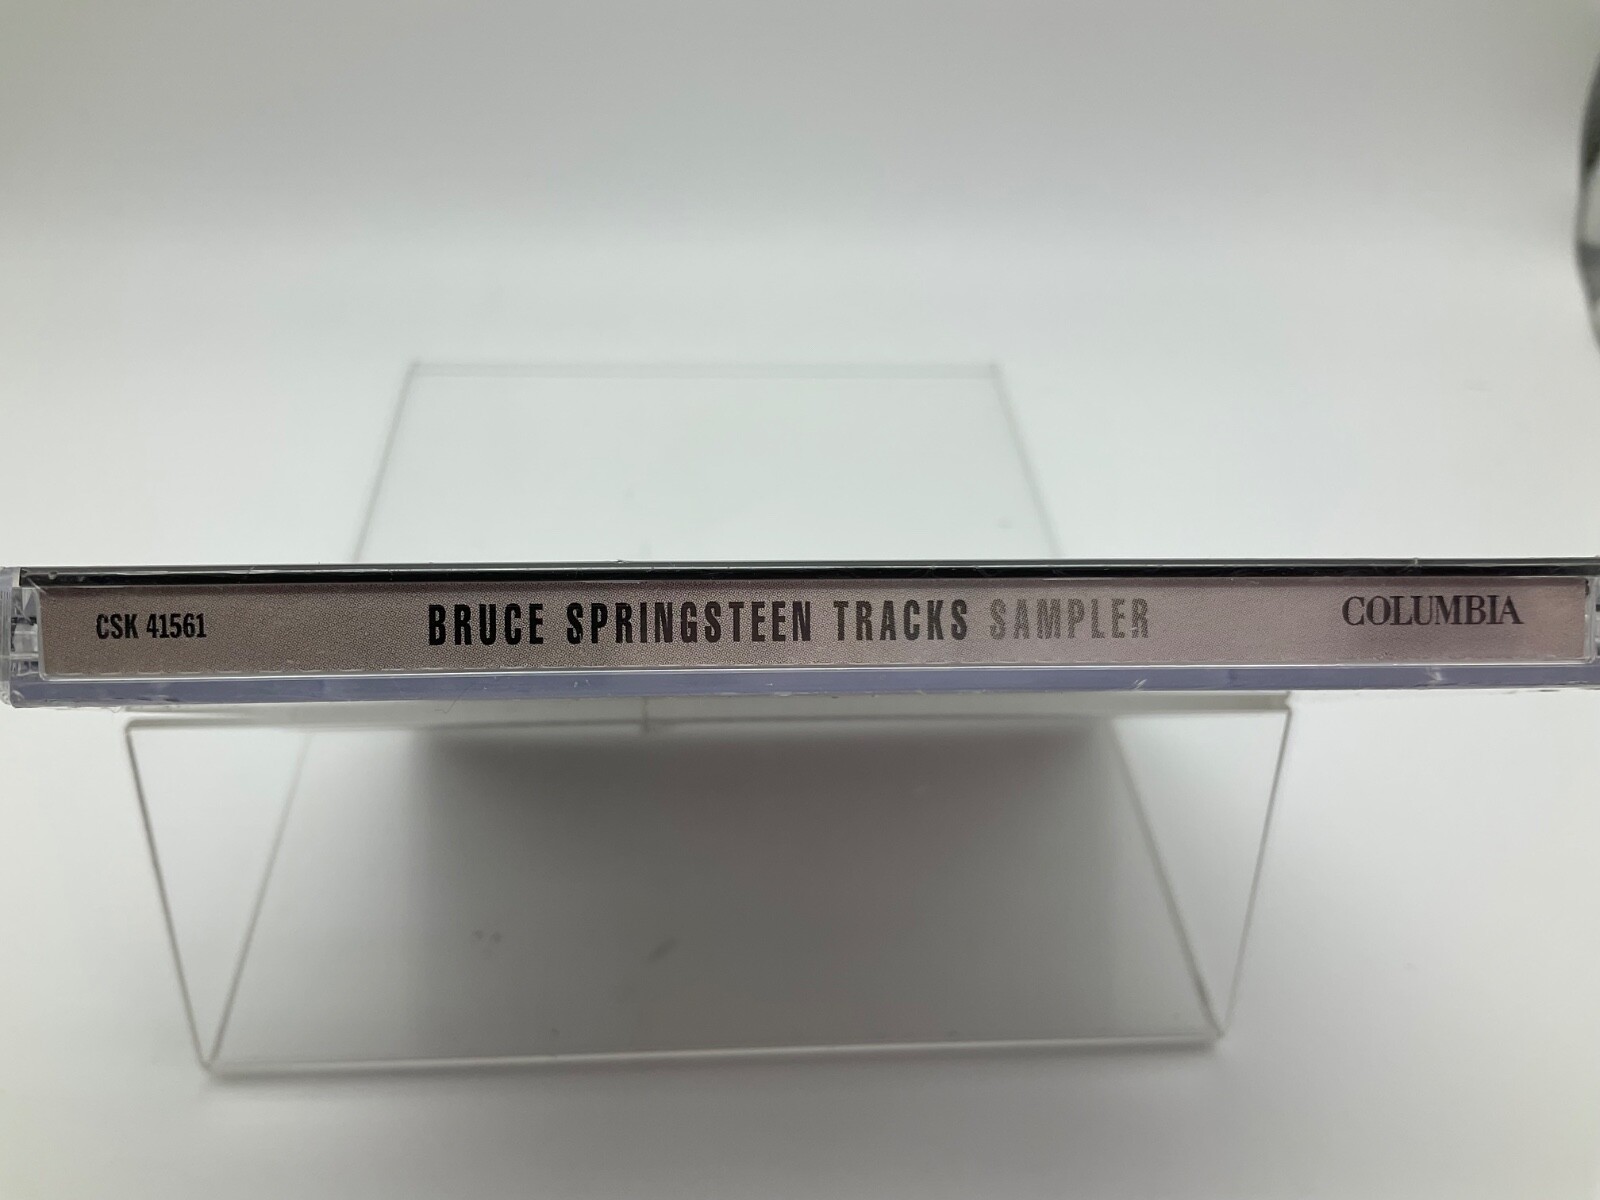 CSK 41561 BRUCE SPRINGSTEEN TRACKS SAMPLER COLUMBIA